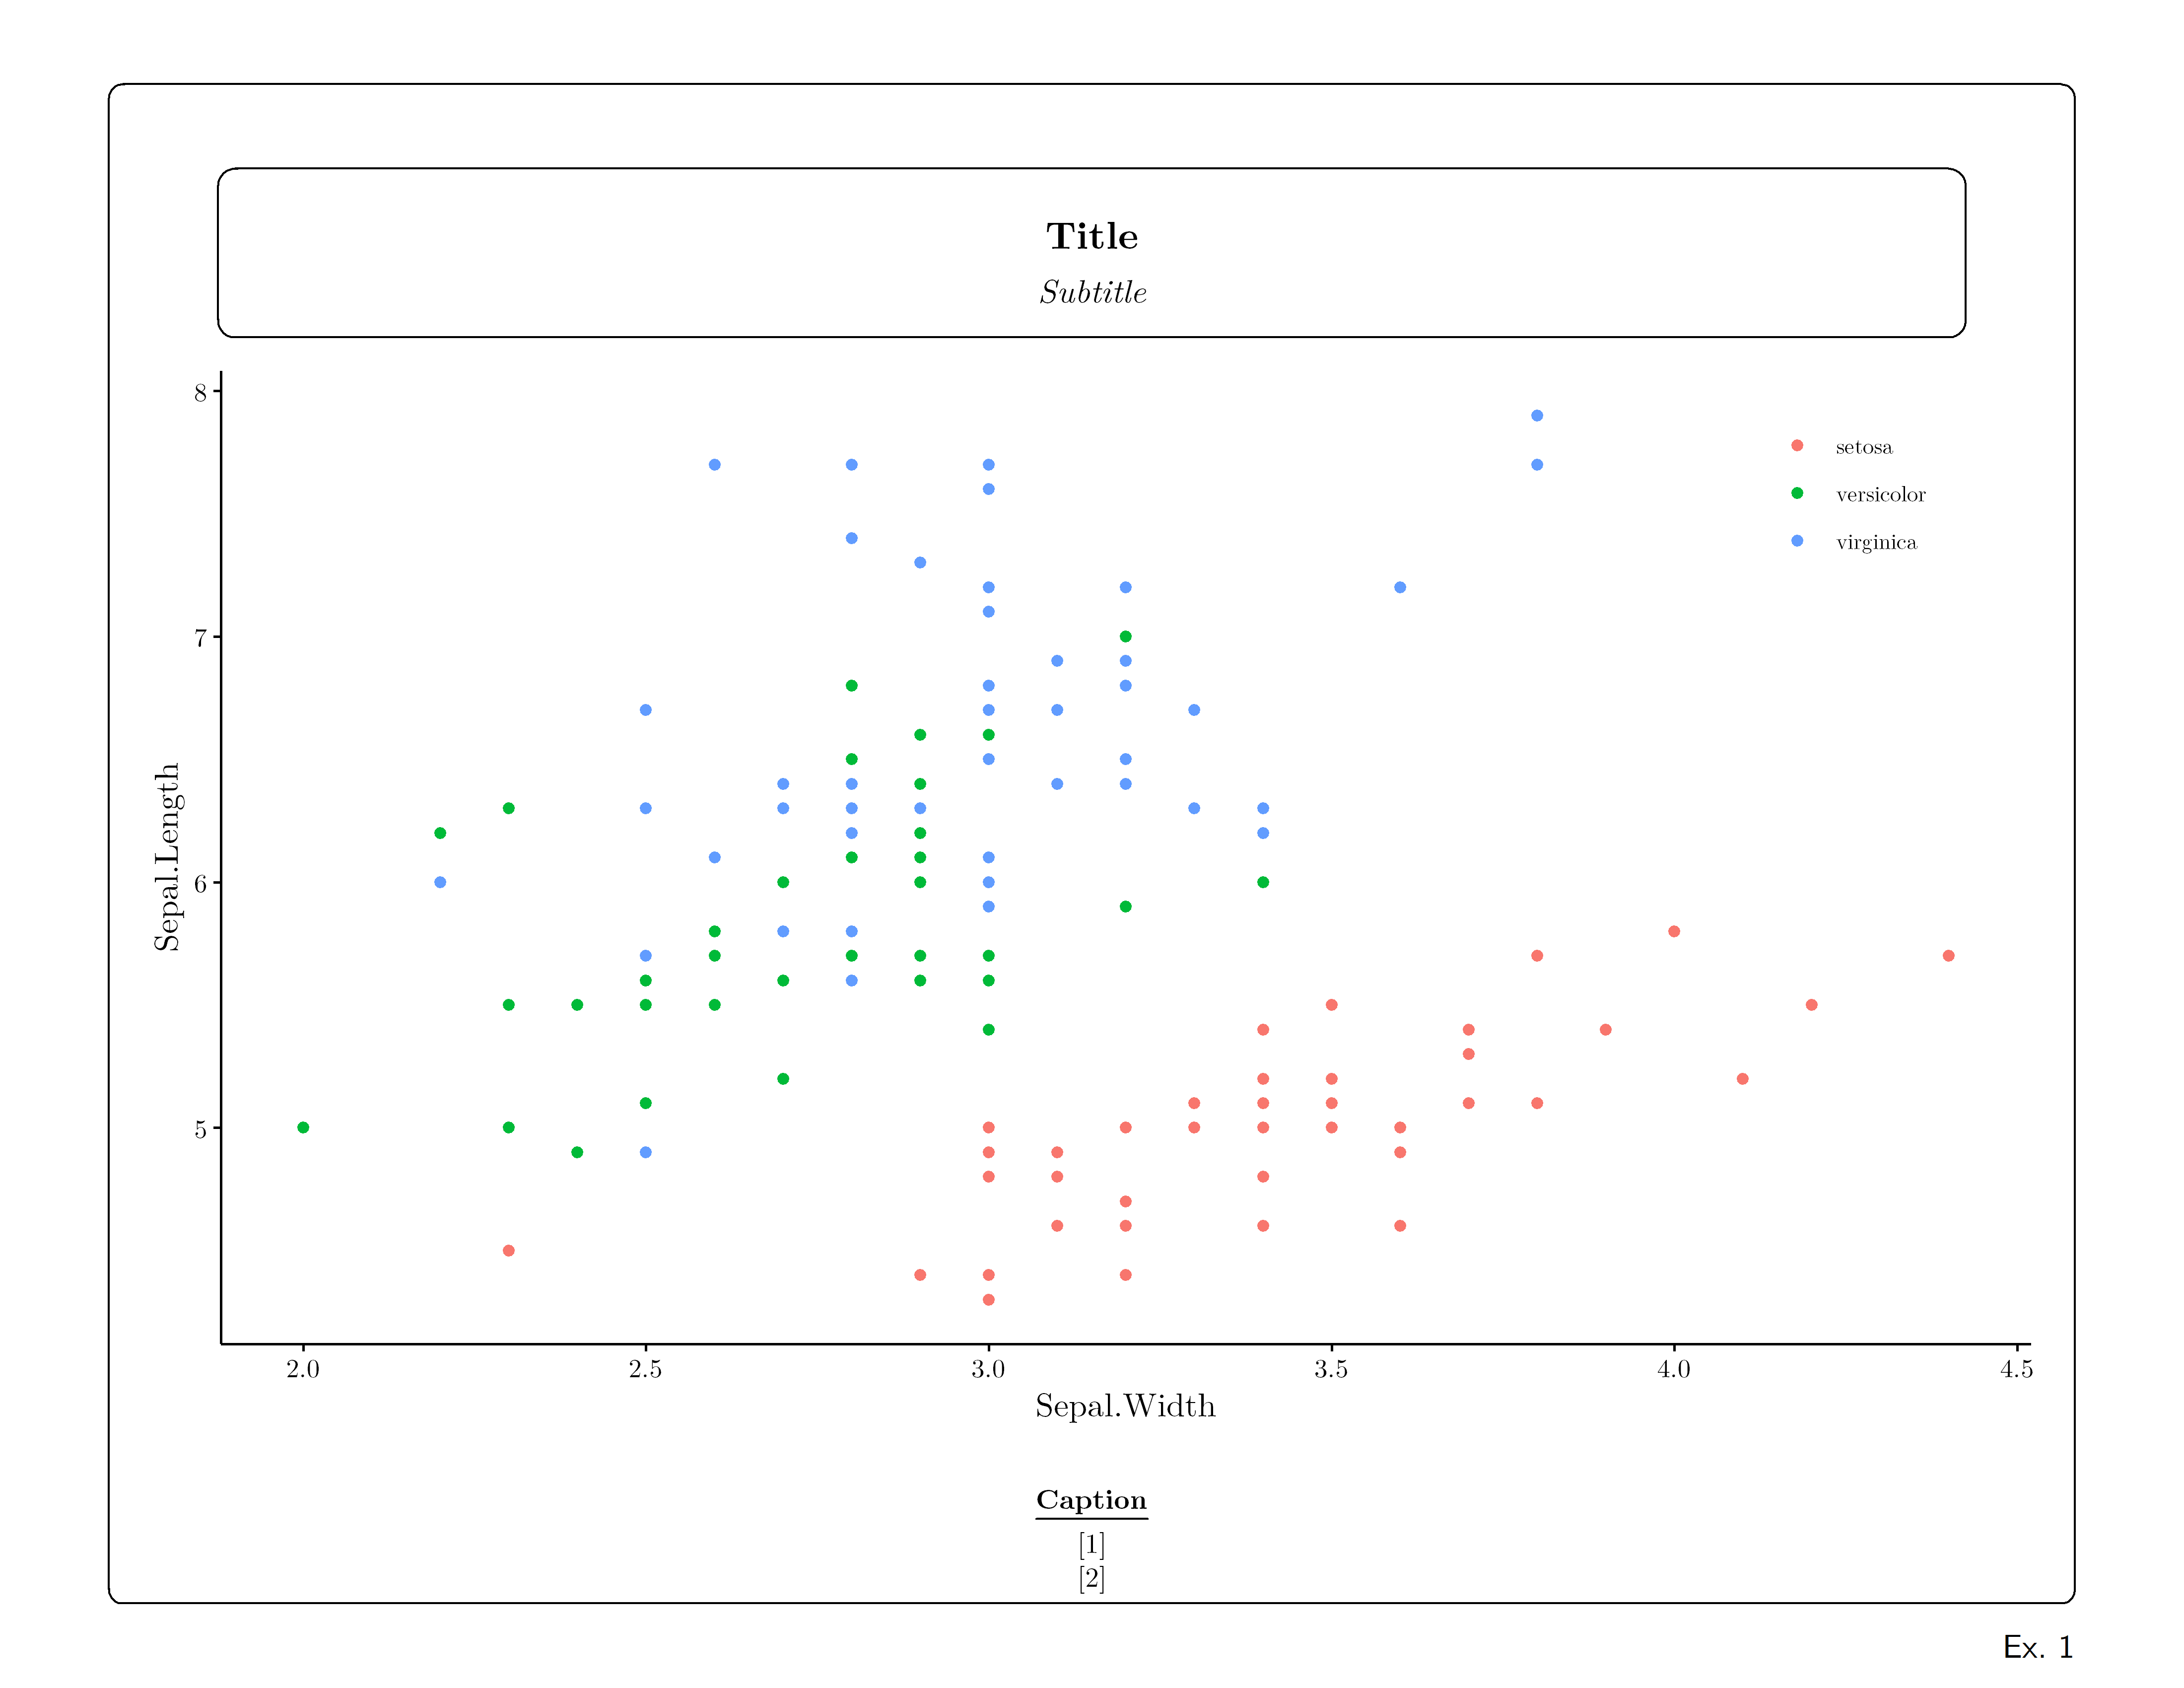 Title
Subtitle
8
7
6
5
Sepal.Length
setosa
versicolor
virginica
2.0 2.5 3.0 3.5 4.0 4.5
Sepal.Width
Caption
[1]
[2]
Ex. 1